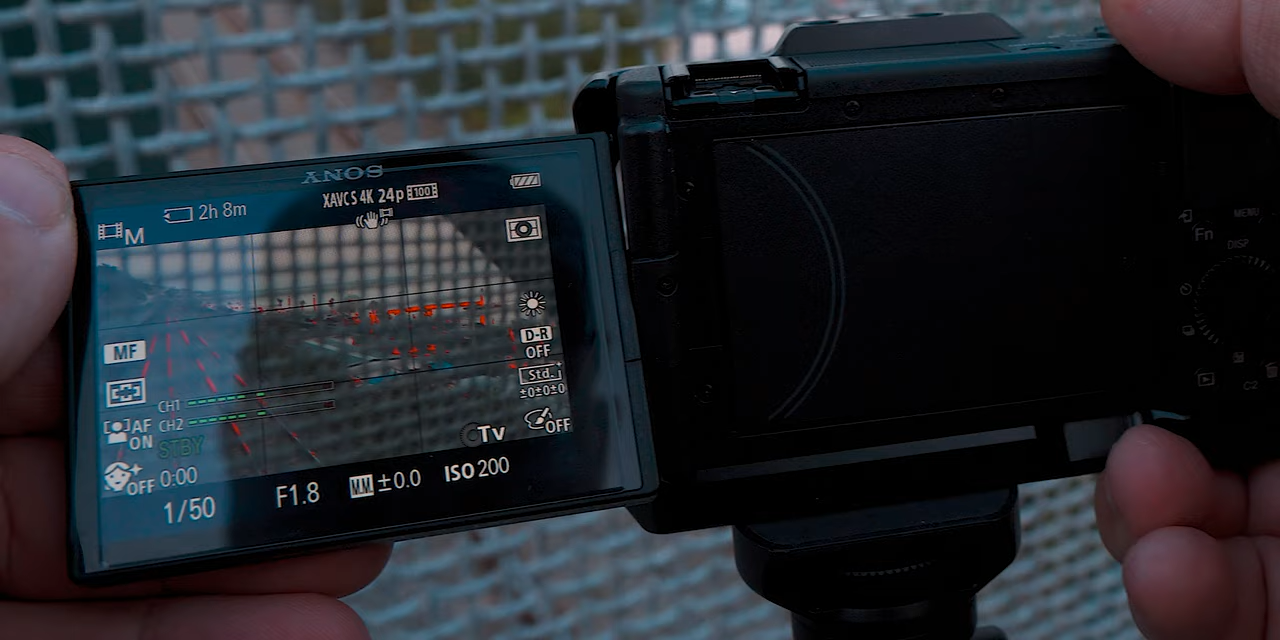 SONY
2h 8m
XAVC S 4K 24p 100
M
MF
D-R
OFF
Std.
±0±0±0
CH1
CH2
AF
ON
STBY
Tv
OFF
OFF 0:00
1/50
F1.8
MM ±0.0
ISO 200
MENU
Fn
DISP
C2